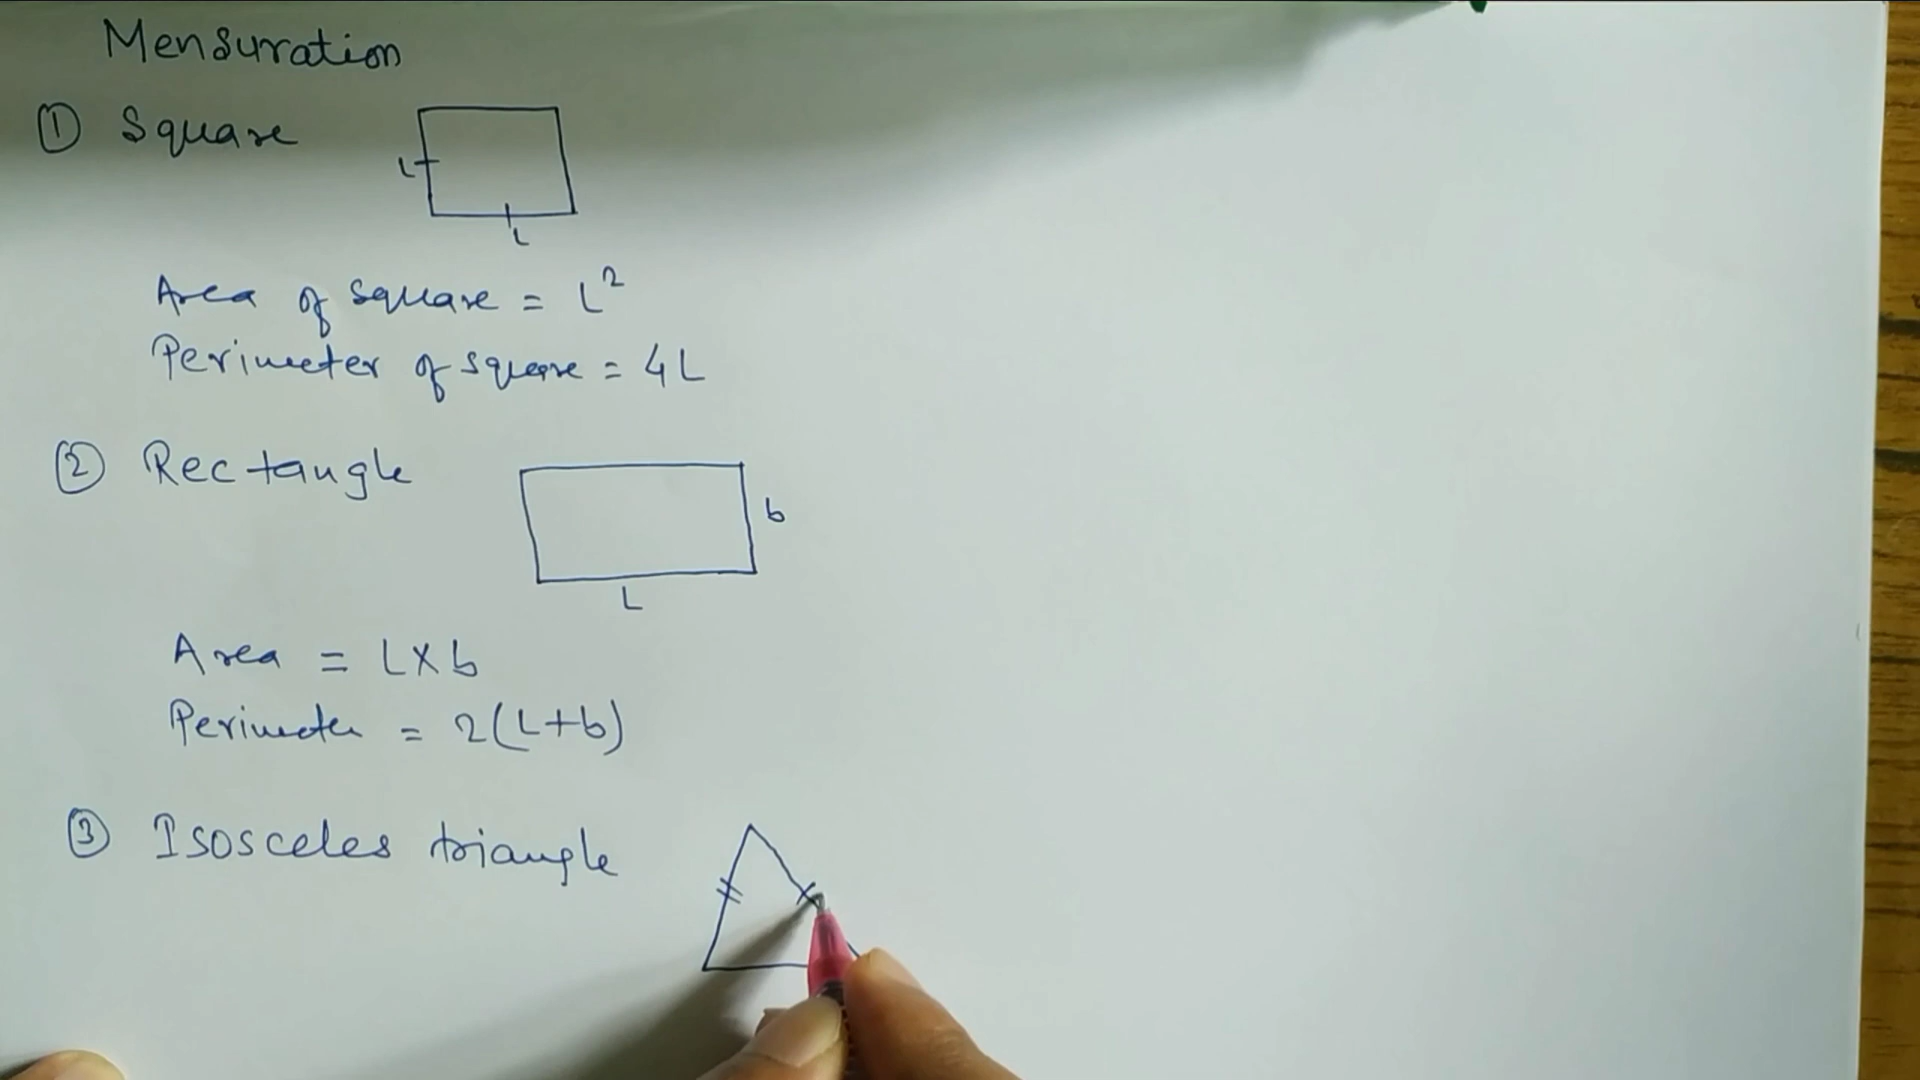 Mensuration
① Square
L
L
Area of square = L²
Perimeter of square = 4L
② Rectangle
b
L
Area = L×b
Perimeter = 2(L+b)
③ Isosceles triangle